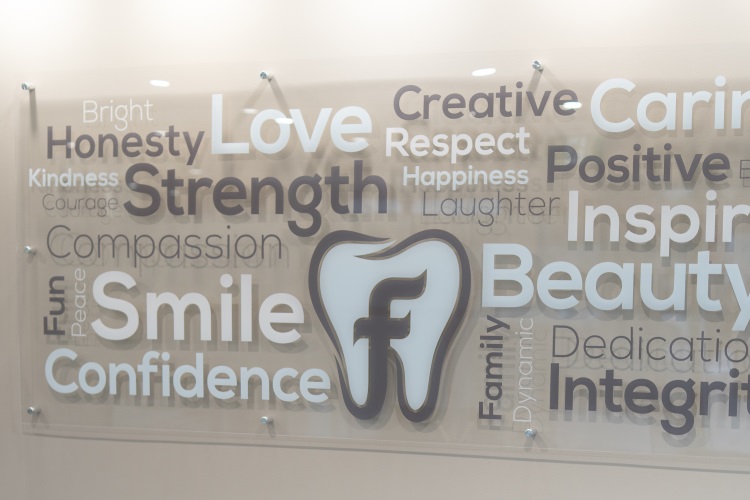 Bright
Love
Creative
Carin
Honesty
Respect
Positive
Kindness
Strength
Happiness
Courage
Laughter
Inspir
Compassion
Beauty
Fun
Peace
Smile
f
Family
Dynamic
Dedicatio
Confidence
Integrit